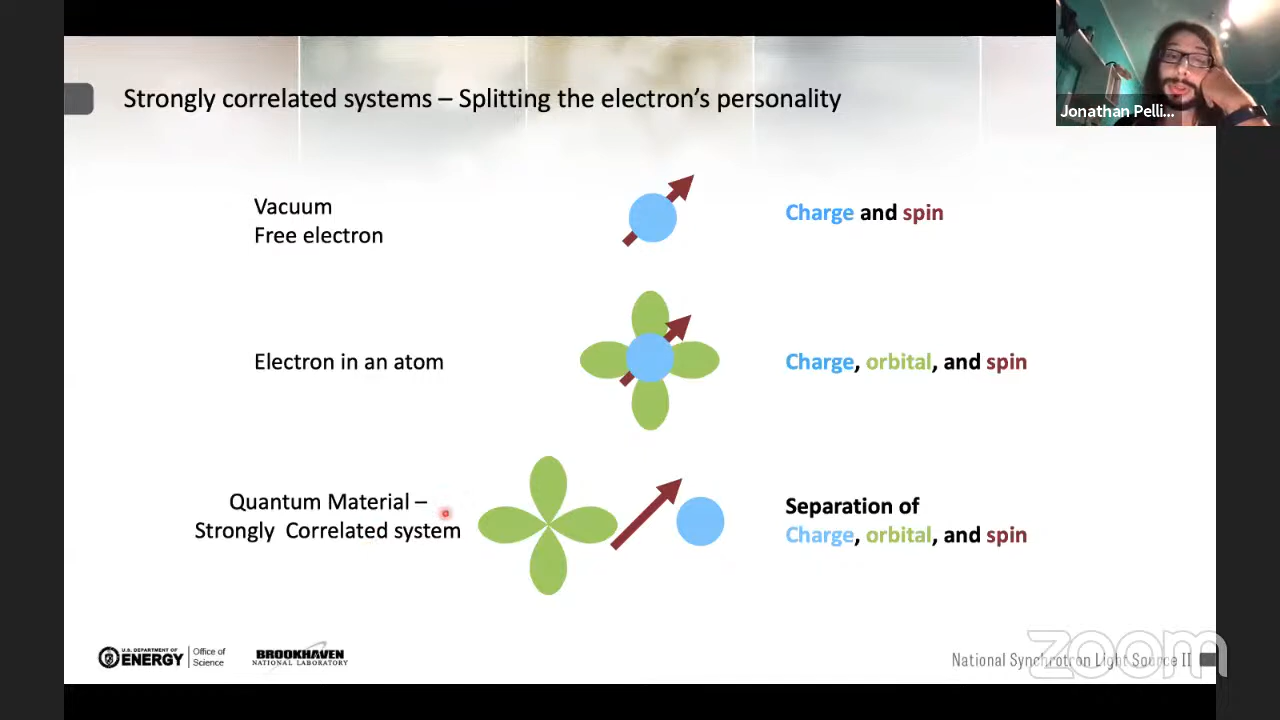 Strongly correlated systems – Splitting the electron's personality
Jonathan Pelli...
Vacuum
Free electron
Charge and spin
Electron in an atom
Charge, orbital, and spin
Quantum Material –
Strongly Correlated system
Separation of
Charge, orbital, and spin
U.S. DEPARTMENT OF
ENERGY
Office of
Science
BROOKHAVEN
NATIONAL LABORATORY
National Synchrotron Light Source II
zoom